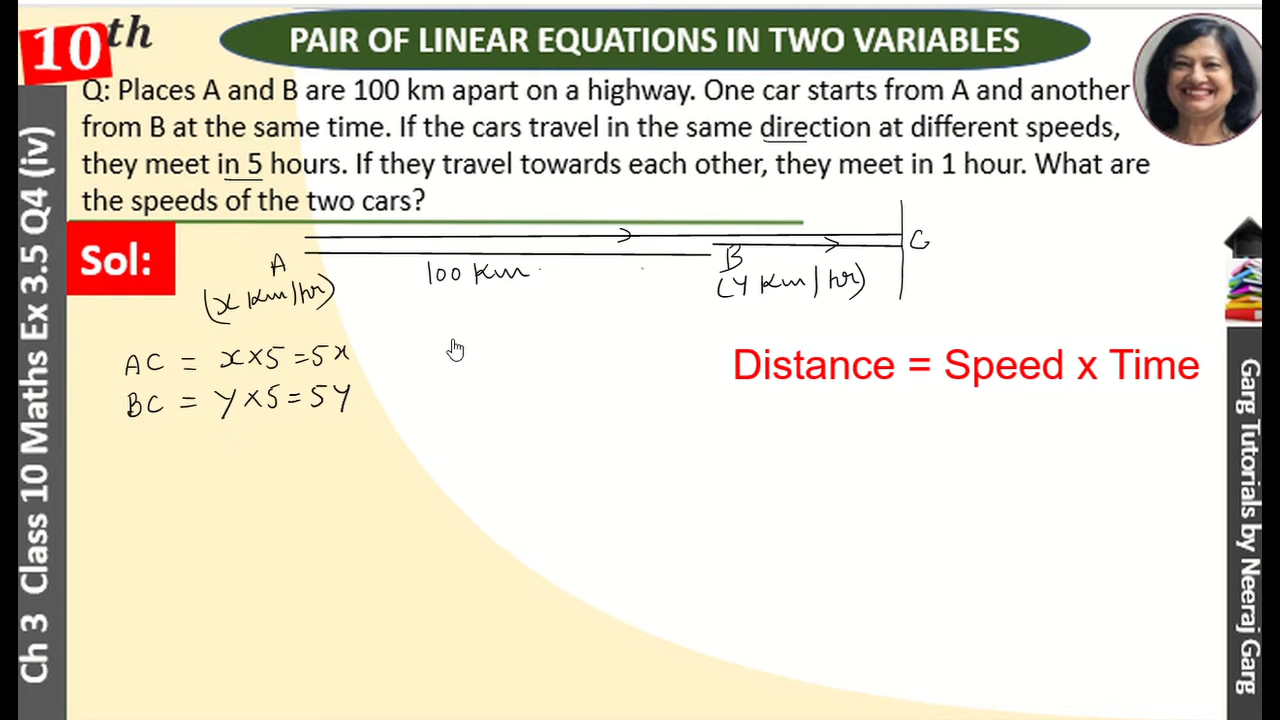 10th
PAIR OF LINEAR EQUATIONS IN TWO VARIABLES
Q: Places A and B are 100 km apart on a highway. One car starts from A and another
from B at the same time. If the cars travel in the same direction at different speeds,
they meet in 5 hours. If they travel towards each other, they meet in 1 hour. What are
the speeds of the two cars?
Sol:
A
100 Km
B
C
(x Km/hr)
(y Km/hr)
AC = x×5=5x
BC = y×5=5y
Distance = Speed x Time
Ch 3 Class 10 Maths Ex 3.5 Q4 (iv)
Garg Tutorials by Neeraj Garg